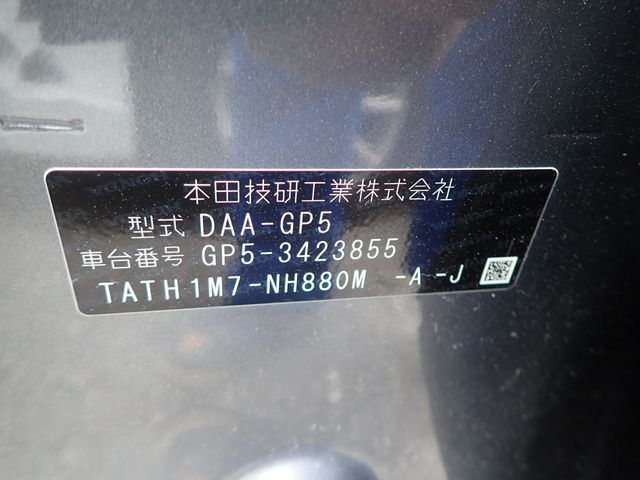 本田技研工業株式会社
型式 DAA-GP5
車台番号 GP5-3423855
TATH1M7-NH880M -A-J